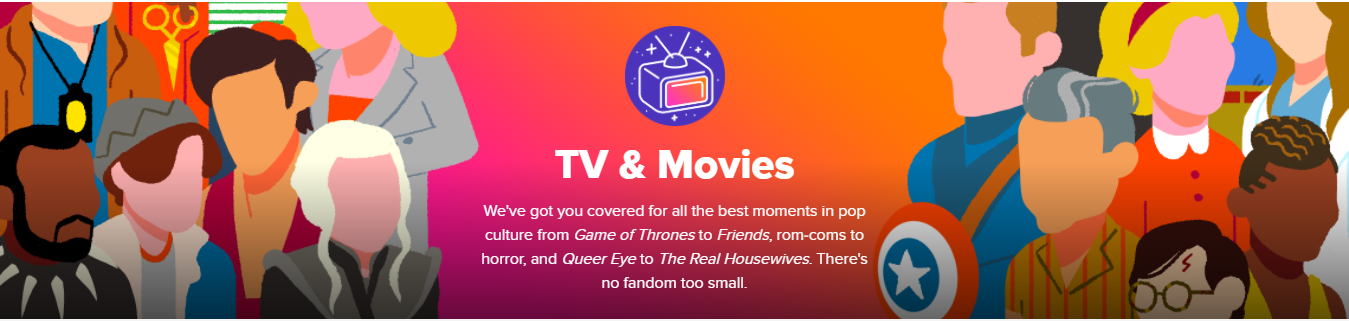 TV & Movies
We've got you covered for all the best moments in pop
culture from Game of Thrones to Friends, rom-coms to
horror, and Queer Eye to The Real Housewives. There's
no fandom too small.